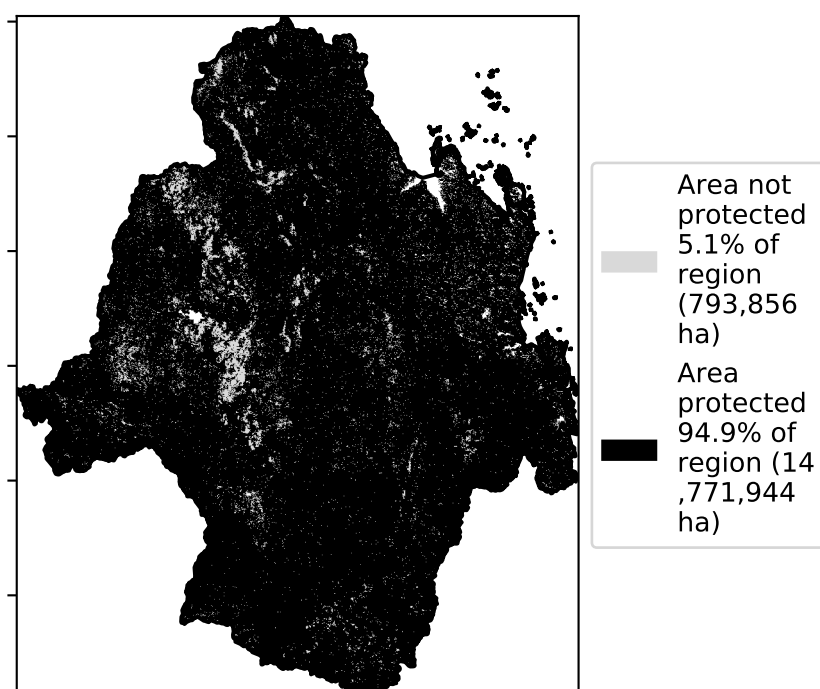 Area not
protected
5.1% of
region
(793,856
ha)
Area
protected
94.9% of
region (14
,771,944
ha)